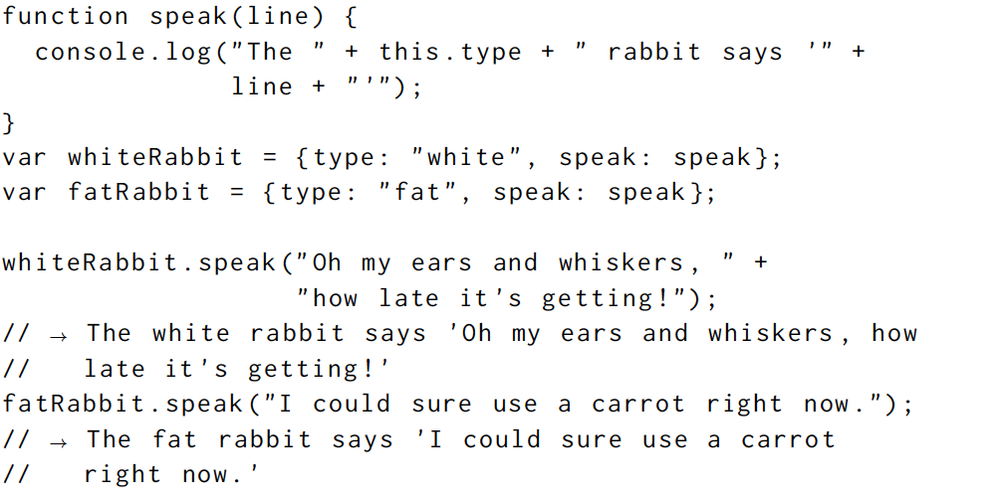 function speak(line) {
  console.log("The " + this.type + " rabbit says '" +
              line + "'");
}
var whiteRabbit = {type: "white", speak: speak};
var fatRabbit = {type: "fat", speak: speak};

whiteRabbit.speak("Oh my ears and whiskers, " +
                  "how late it's getting!");
// → The white rabbit says 'Oh my ears and whiskers, how
//   late it's getting!'
fatRabbit.speak("I could sure use a carrot right now.");
// → The fat rabbit says 'I could sure use a carrot
//   right now.'